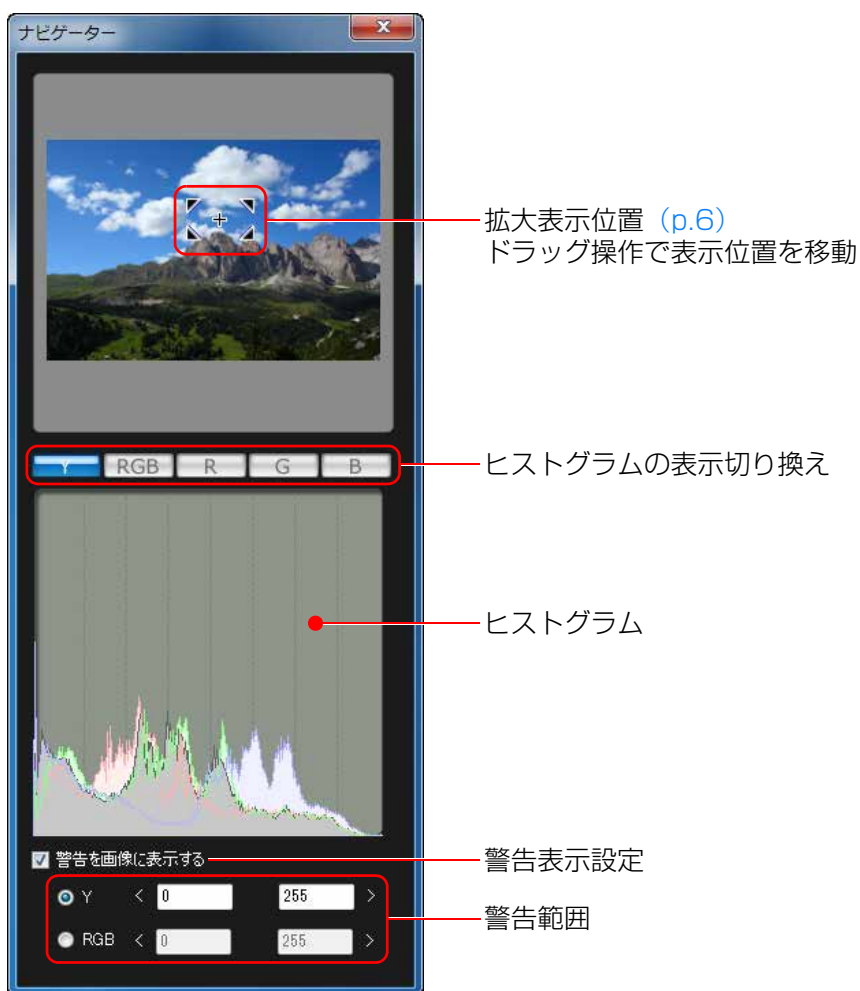 ナビゲーター
拡大表示位置（p.6）
ドラッグ操作で表示位置を移動
Y RGB R G B
ヒストグラムの表示切り換え
ヒストグラム
警告を画像に表示する
警告表示設定
Y < 0 255 >
警告範囲
RGB < 0 255 >